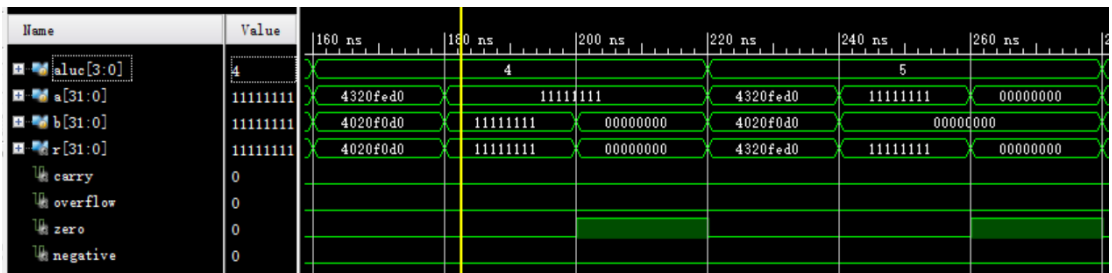 Name Value 160 ns 180 ns 200 ns 220 ns 240 ns 260 ns 2
aluc[3:0] 4 4 5
a[31:0] 11111111 4320fed0 11111111 4320fed0 11111111 00000000
b[31:0] 11111111 4020f0d0 11111111 00000000 4020f0d0 00000000
r[31:0] 11111111 4020f0d0 11111111 00000000 4320fed0 11111111 00000000
carry 0
overflow 0
zero 0
negative 0